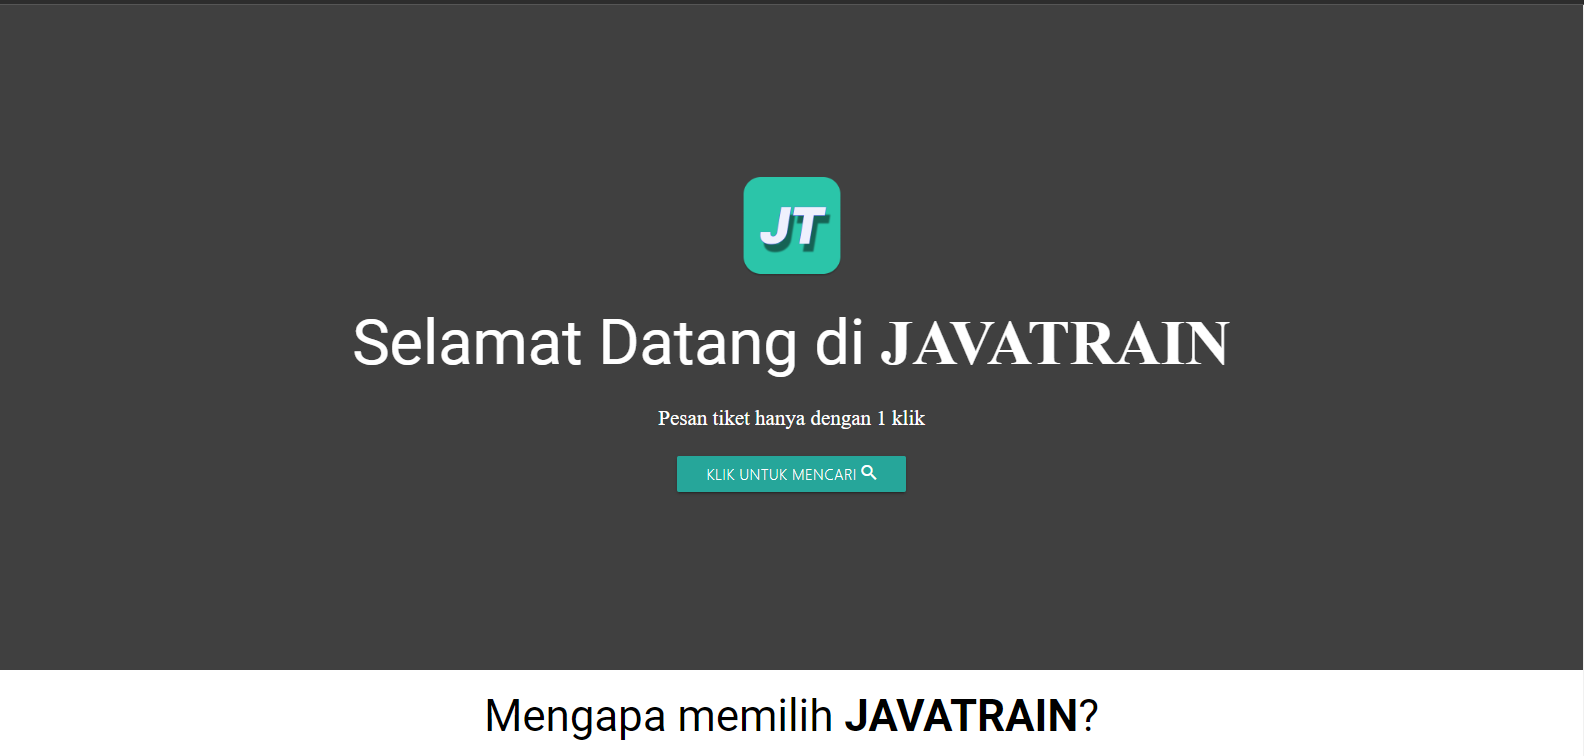 JT
Selamat Datang di JAVATRAIN
Pesan tiket hanya dengan 1 klik
KLIK UNTUK MENCARI
Mengapa memilih JAVATRAIN?